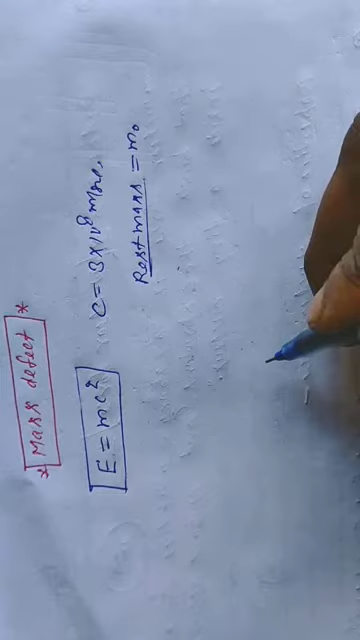 * Mass defect *
E = mc² C = 3×10⁸ m/sec.
Rest mass = m₀